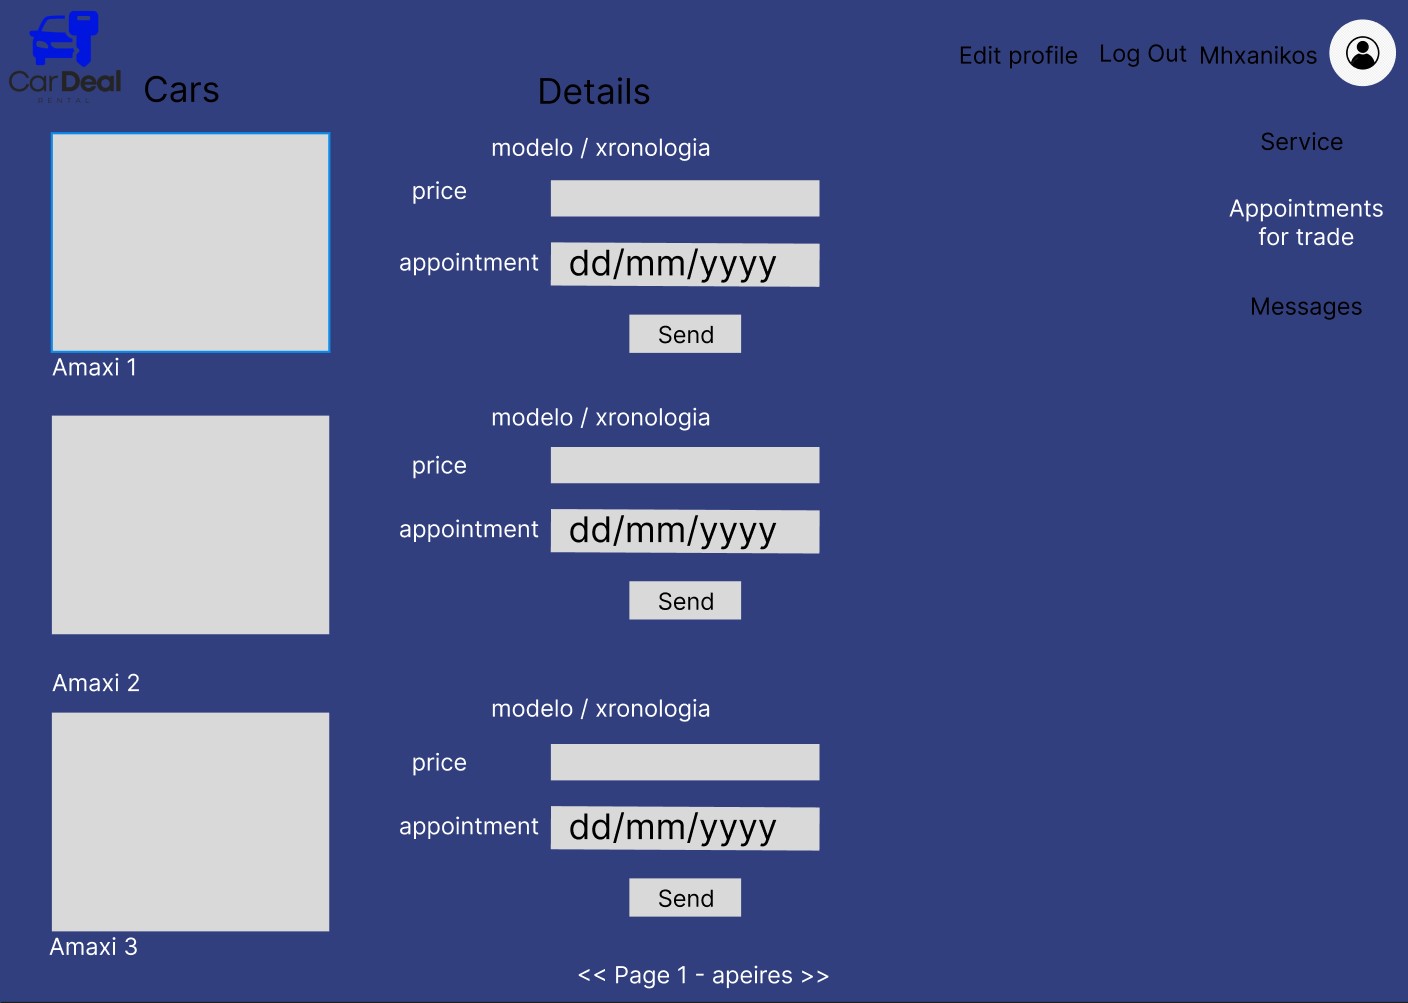 CarDeal
RENTAL
Edit profile
Log Out
Mhxanikos
Cars
Details
Service
Appointments
for trade
Messages
modelo / xronologia
price
appointment
dd/mm/yyyy
Send
Amaxi 1
modelo / xronologia
price
appointment
dd/mm/yyyy
Send
Amaxi 2
modelo / xronologia
price
appointment
dd/mm/yyyy
Send
Amaxi 3
<< Page 1 - apeires >>